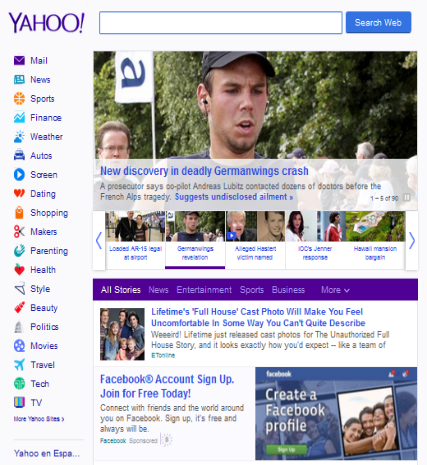 YAHOO!
Search Web
Mail
News
Sports
Finance
Weather
Autos
Screen
Dating
Shopping
Makers
Parenting
Health
Style
Beauty
Politics
Movies
Travel
Tech
TV
More Yahoo Sites >
Yahoo en Espa...
a
New discovery in deadly Germanwings crash
A prosecutor says co-pilot Andreas Lubitz contacted dozens of doctors before the
French Alps tragedy. Suggests undisclosed ailment »
1 – 5 of 90
Loaded AR-15 legal
at airport
Germanwings
revelation
Alleged Hastert
victim named
IOC's Jenner
response
Hawaii mansion
bargain
All Stories News Entertainment Sports Business More
Lifetime's 'Full House' Cast Photo Will Make You Feel
Uncomfortable In Some Way You Can't Quite Describe
Weeeird! Lifetime just released cast photos for The Unauthorized Full
House Story, and it looks exactly how you'd expect – like a team of
ETonline
Facebook® Account Sign Up.
Join for Free Today!
Connect with friends and the world around
you on Facebook. Sign up, it's free and
always will be.
Facebook Sponsored
facebook
Create a
Facebook
profile
Sign Up